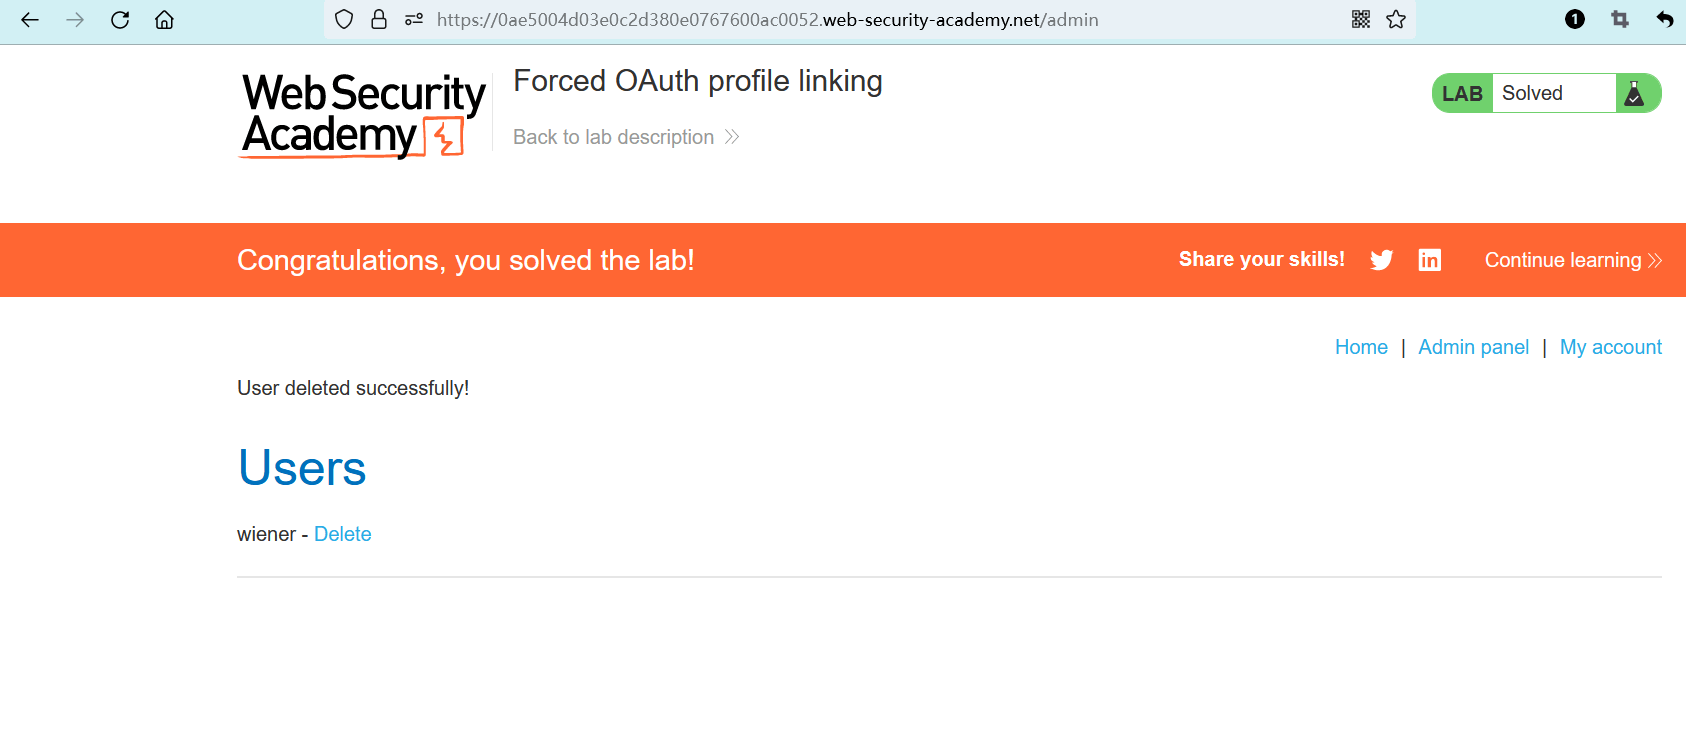 https://0ae5004d03e0c2d380e0767600ac0052.web-security-academy.net/admin
1
Web Security
Academy
Forced OAuth profile linking
Back to lab description
LAB Solved
Congratulations, you solved the lab!
Share your skills!
in
Continue learning
Home | Admin panel | My account
User deleted successfully!
Users
wiener - Delete